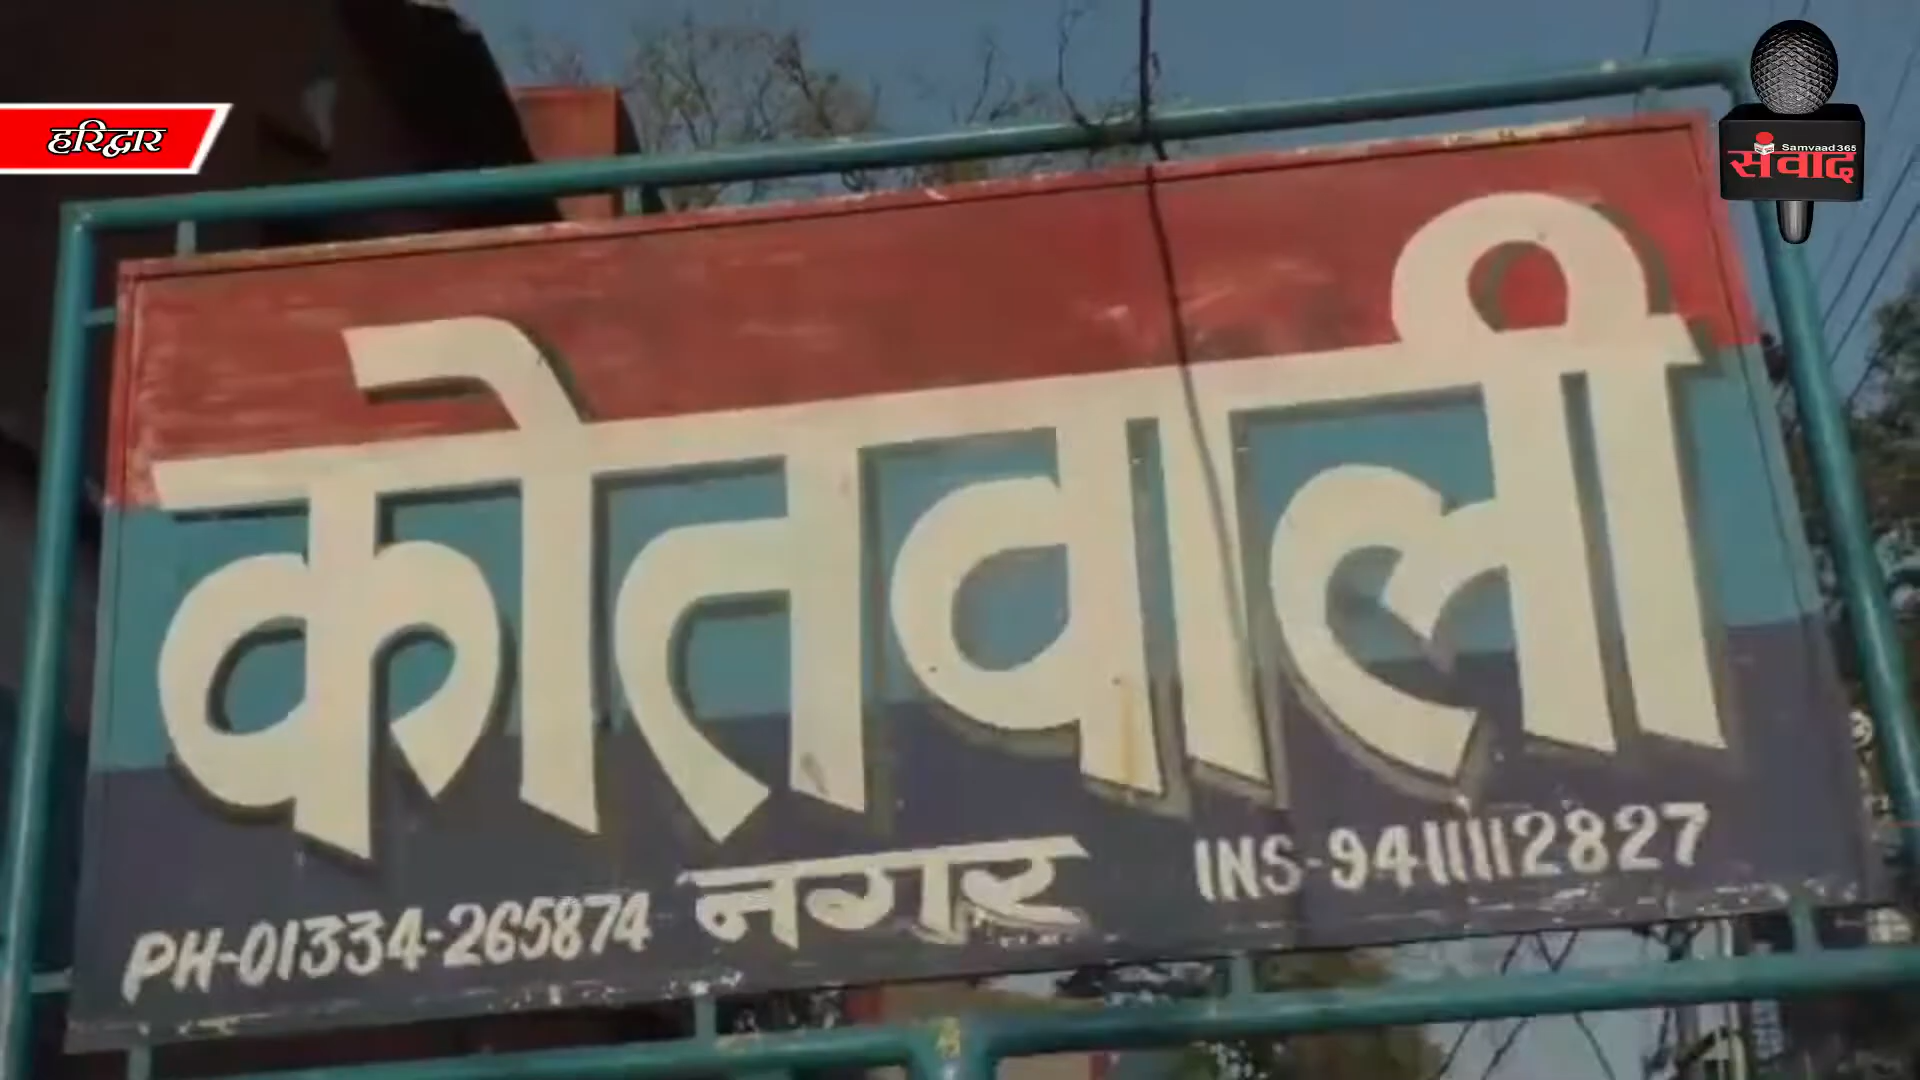 हरिद्वार
Samvaad365
संवाद
कोतवाली
नगर
PH-01334-265874
INS-9411112827